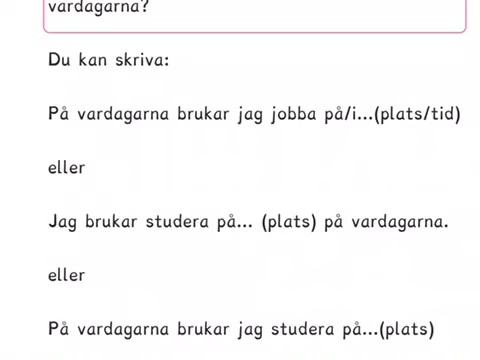 vardagarna?
Du kan skriva:
På vardagarna brukar jag jobba på/i...(plats/tid)
eller
Jag brukar studera på... (plats) på vardagarna.
eller
På vardagarna brukar jag studera på...(plats)